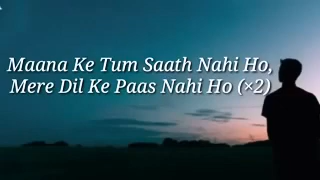 Maana Ke Tum Saath Nahi Ho,
Mere Dil Ke Paas Nahi Ho (×2)